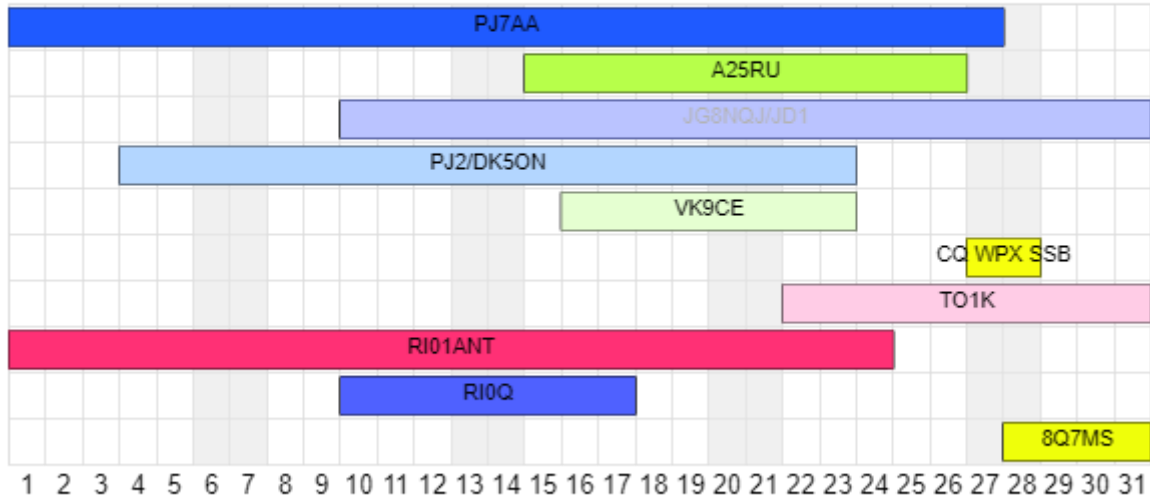 PJ7AA
A25RU
JG8NQJ/JD1
PJ2/DK5ON
VK9CE
CQ WPX SSB
TO1K
RI01ANT
RI0Q
8Q7MS
1 2 3 4 5 6 7 8 9 10 11 12 13 14 15 16 17 18 19 20 21 22 23 24 25 26 27 28 29 30 31